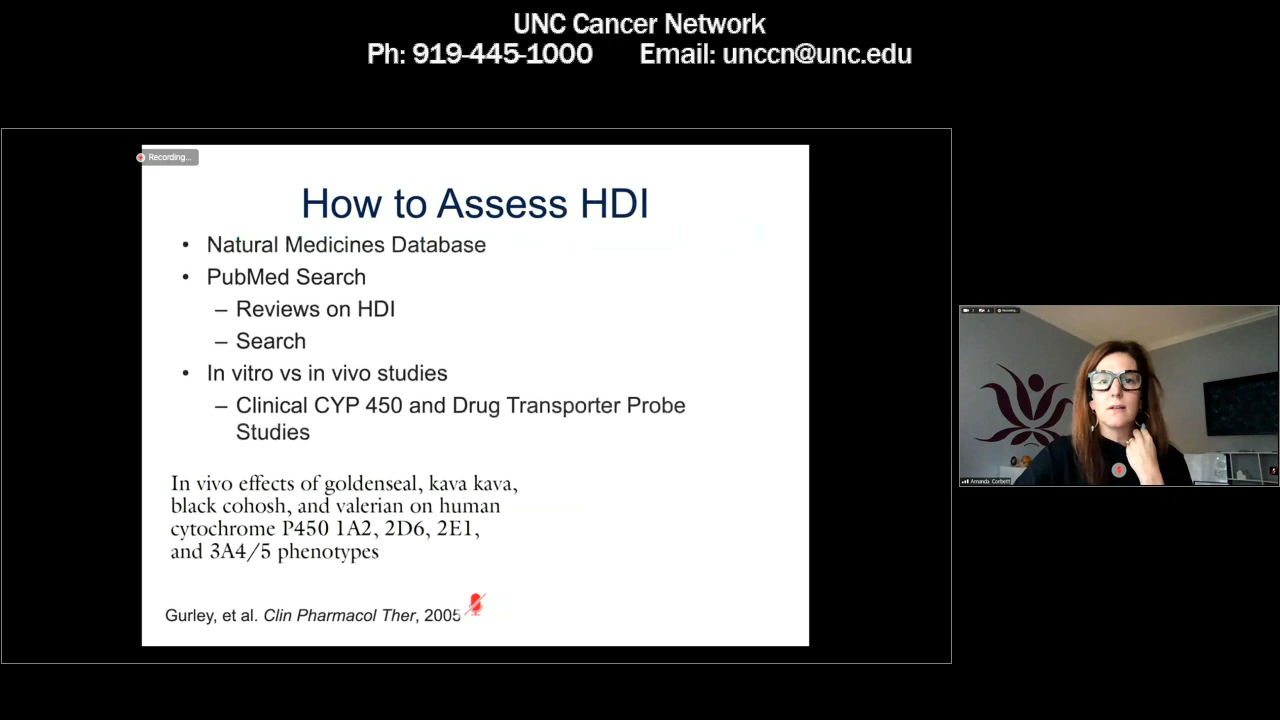 UNC Cancer Network
Ph: 919-445-1000 Email: unccn@unc.edu
Recording...
How to Assess HDI
• Natural Medicines Database
• PubMed Search
– Reviews on HDI
– Search
• In vitro vs in vivo studies
– Clinical CYP 450 and Drug Transporter Probe
Studies
In vivo effects of goldenseal, kava kava,
black cohosh, and valerian on human
cytochrome P450 1A2, 2D6, 2E1,
and 3A4/5 phenotypes
Gurley, et al. Clin Pharmacol Ther, 2005
Recording...
Amanda Corbett